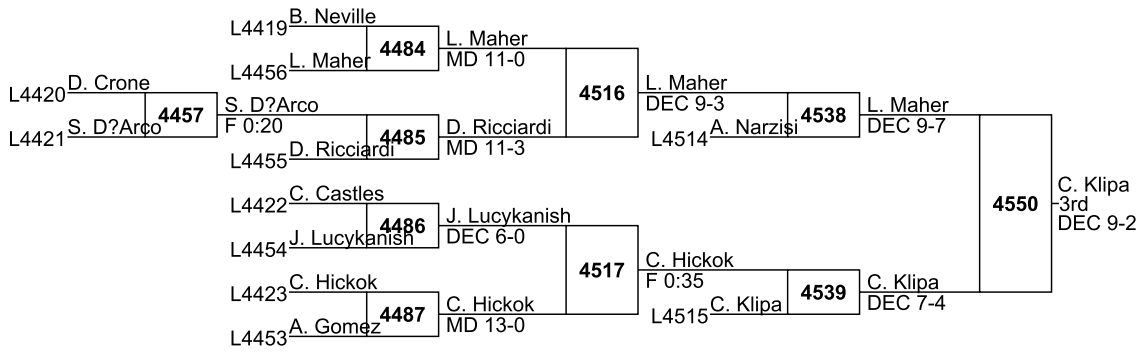 L4419 B. Neville
4484
L. Maher
MD 11-0
L4456 L. Maher
L4420 D. Crone
4457
S. D?Arco
F 0:20
L4421 S. D?Arco
4485
D. Ricciardi
MD 11-3
L4455 D. Ricciardi
4516
L. Maher
DEC 9-3
L4514 A. Narzisi
4538
L. Maher
DEC 9-7
L4422 C. Castles
4486
J. Lucykanish
DEC 6-0
L4454 J. Lucykanish
L4423 C. Hickok
4487
C. Hickok
MD 13-0
L4453 A. Gomez
4517
C. Hickok
F 0:35
L4515 C. Klipa
4539
C. Klipa
DEC 7-4
4550
C. Klipa
3rd
DEC 9-2